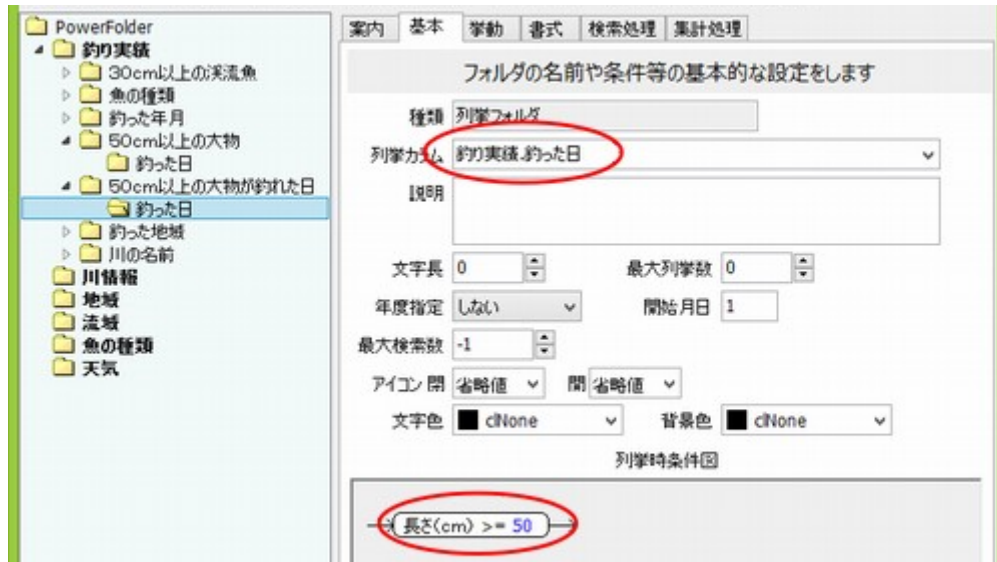 PowerFolder
釣り実績
30cm以上の渓流魚
魚の種類
釣った年月
50cm以上の大物
釣った日
50cm以上の大物が釣れた日
釣った日
釣った地域
川の名前
川情報
地域
流域
魚の種類
天気
案内 基本 挙動 書式 検索処理 集計処理
フォルダの名前や条件等の基本的な設定をします
種類 列挙フォルダ
列挙カラム 釣り実績.釣った日
説明
文字長 0 最大列挙数 0
年度指定 しない 開始月日 1
最大検索数 -1
アイコン 閉 省略値 開 省略値
文字色 clNone 背景色 clNone
列挙時条件図
長さ(cm) >= 50